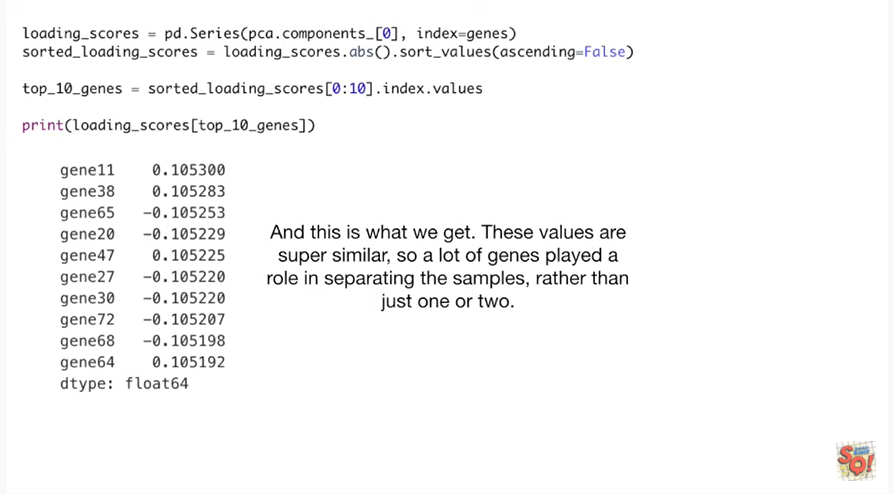 loading_scores = pd.Series(pca.components_[0], index=genes)
sorted_loading_scores = loading_scores.abs().sort_values(ascending=False)
top_10_genes = sorted_loading_scores[0:10].index.values
print(loading_scores[top_10_genes])
gene11 0.105300
gene38 0.105283
gene65 -0.105253
gene20 -0.105229
gene47 0.105225
gene27 -0.105220
gene30 -0.105220
gene72 -0.105207
gene68 -0.105198
gene64 0.105192
dtype: float64
And this is what we get. These values are
super similar, so a lot of genes played a
role in separating the samples, rather than
just one or two.
SQ!